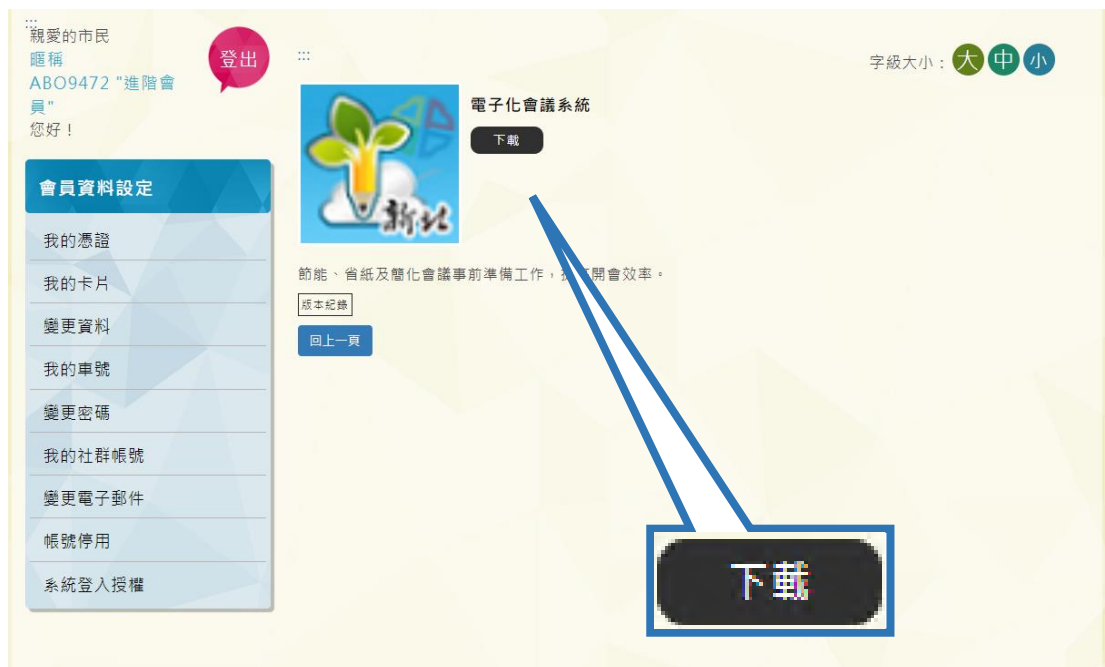 親愛的市民
暱稱
ABO9472 "進階會
員"
您好！
登出
字級大小：大 中 小
電子化會議系統
下載
新北
會員資料設定
我的憑證
我的卡片
變更資料
我的車號
變更密碼
我的社群帳號
變更電子郵件
帳號停用
系統登入授權
節能、省紙及簡化會議事前準備工作，開會效率。
版本紀錄
回上一頁
下載